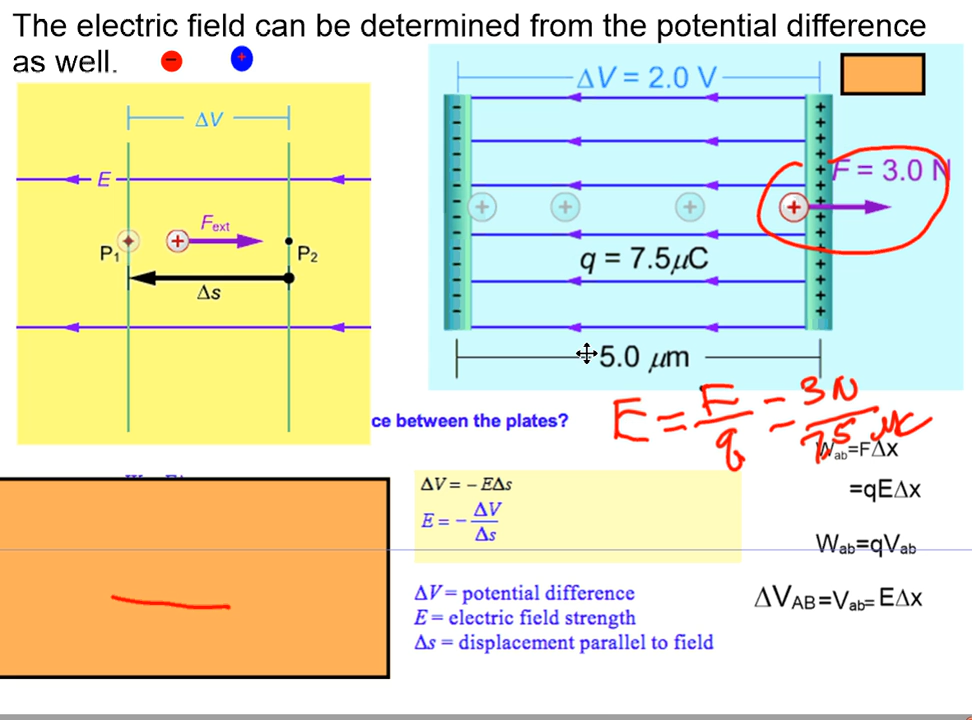 The electric field can be determined from the potential difference
as well. − +
ΔV
E
Fext
P1 P2
Δs
ΔV = 2.0 V
F = 3.0 N
+ + + +
q = 7.5μC
5.0 μm
ce between the plates?
E = F/q = 3N/7.5 μC
Wab=FΔx
=qEΔx
Wab=qVab
ΔVAB=Vab= EΔx
ΔV = − EΔs
E = − ΔV/Δs
ΔV = potential difference
E = electric field strength
Δs = displacement parallel to field